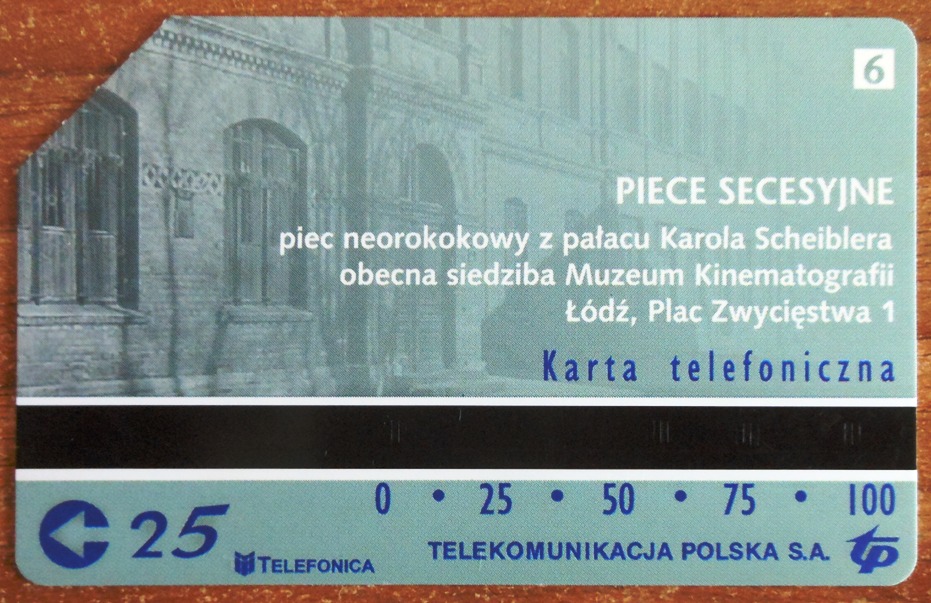 6
PIECE SECESYJNE
piec neorokokowy z pałacu Karola Scheiblera
obecna siedziba Muzeum Kinematografii
Łódź, Plac Zwycięstwa 1
Karta telefoniczna
0 • 25 • 50 • 75 • 100
25
TELEFONICA
TELEKOMUNIKACJA POLSKA S.A. tp